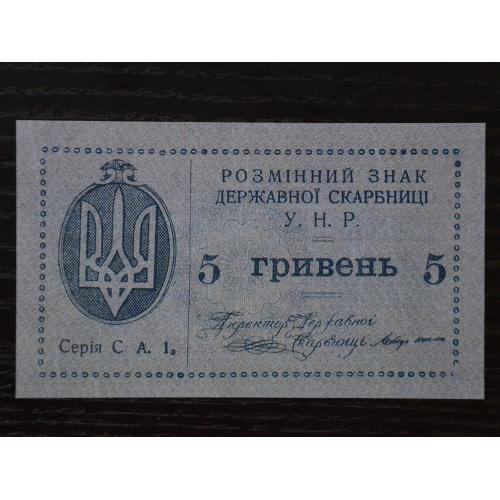 РОЗМІННИЙ ЗНАК
ДЕРЖАВНОЇ СКАРБНИЦІ
У. Н. Р.
5 гривень 5
Директор Державної
Скарбниці
Серія С А. 1.